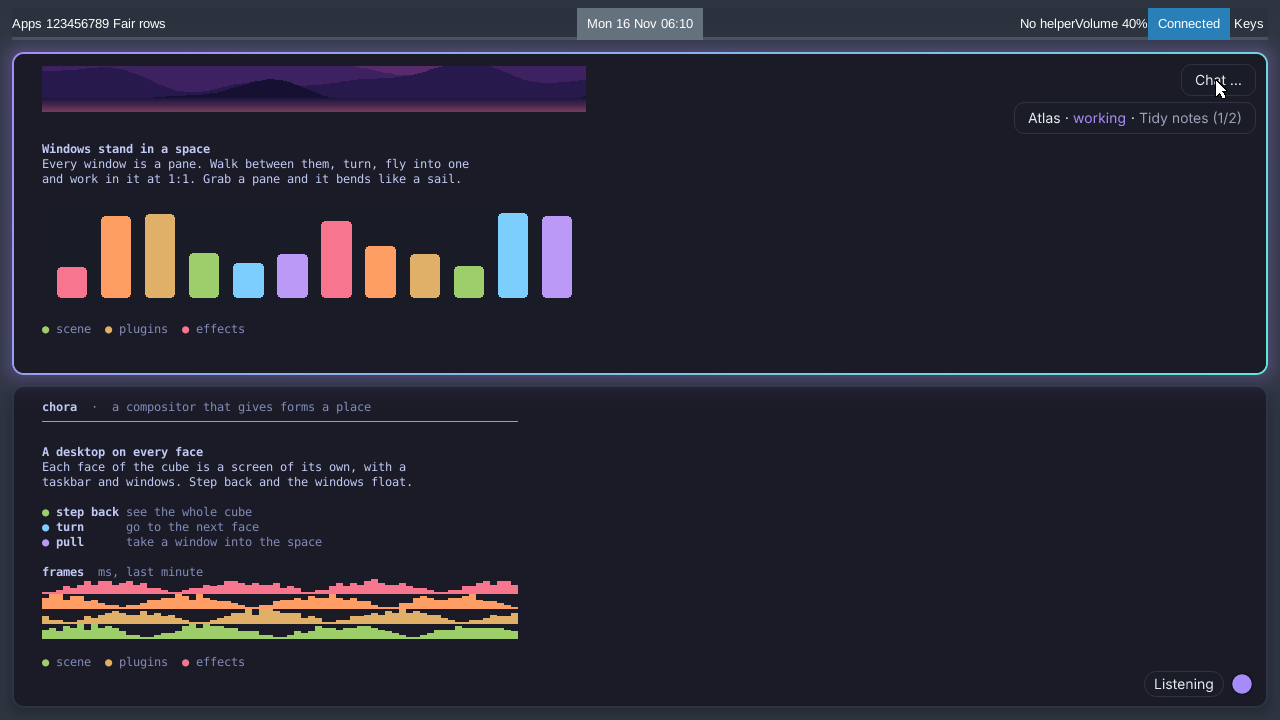 Apps 123456789 Fair rows
Mon 16 Nov 06:10
No helper Volume 40% Connected Keys
Chat ...
Atlas · working · Tidy notes (1/2)
Windows stand in a space
Every window is a pane. Walk between them, turn, fly into one
and work in it at 1:1. Grab a pane and it bends like a sail.
scene plugins effects
chora · a compositor that gives forms a place
A desktop on every face
Each face of the cube is a screen of its own, with a
taskbar and windows. Step back and the windows float.
step back see the whole cube
turn go to the next face
pull take a window into the space
frames ms, last minute
scene plugins effects
Listening